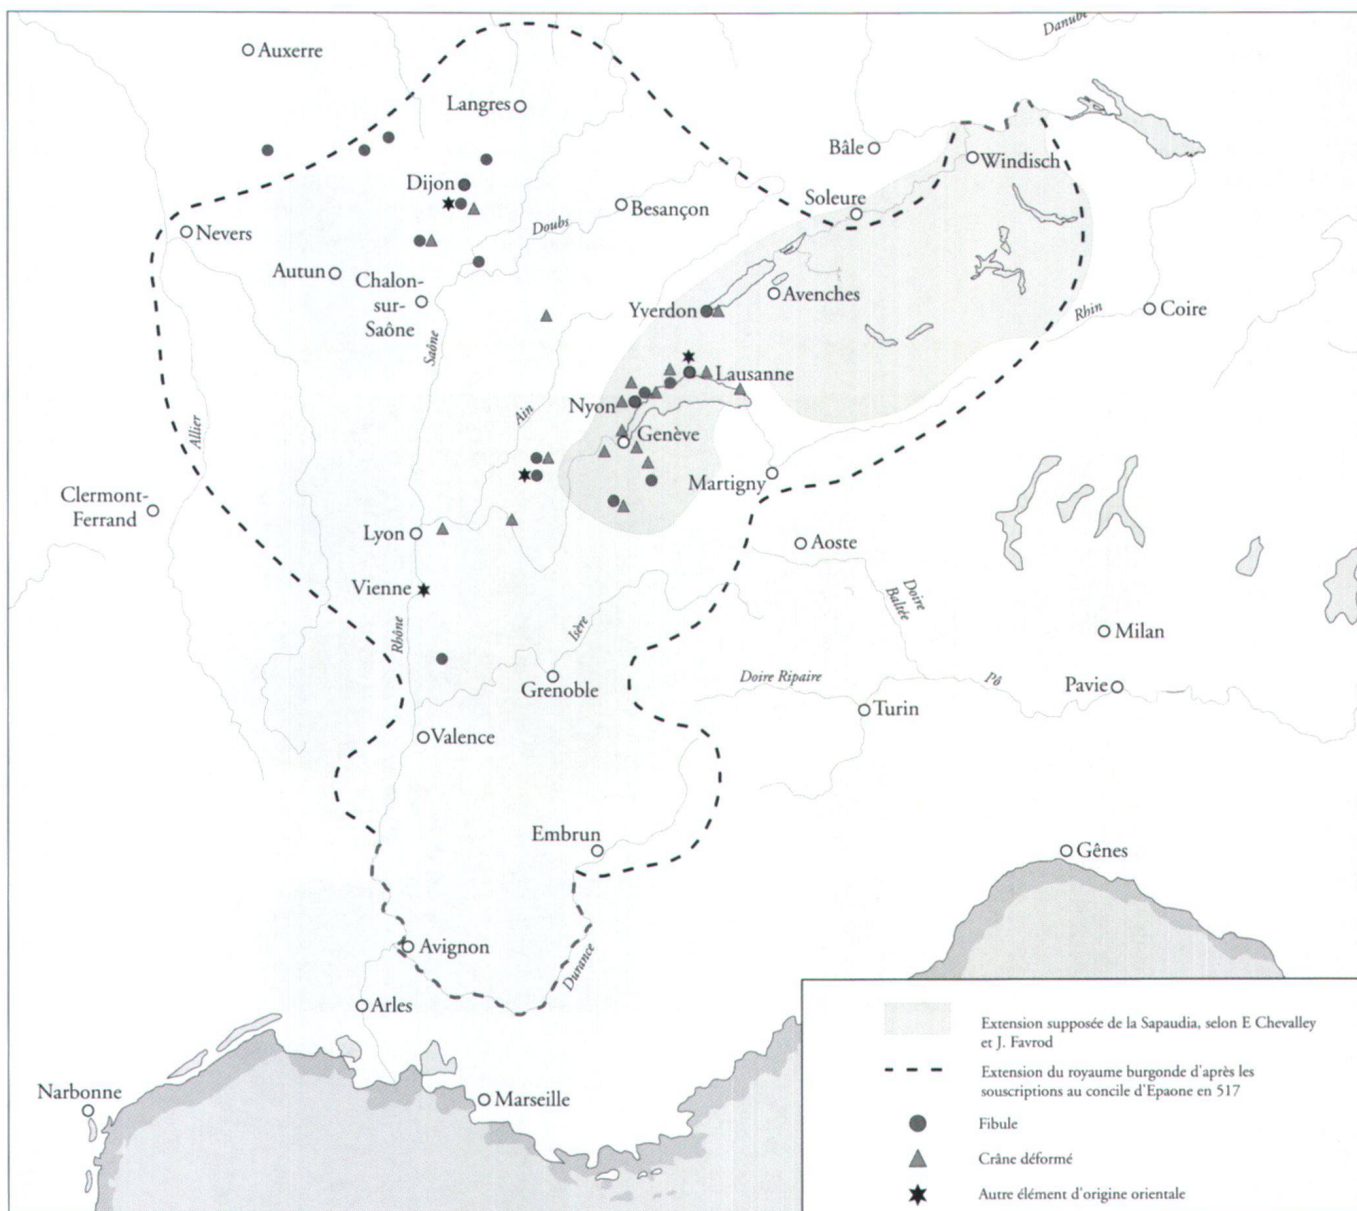 Danube
Auxerre
Langres
Bâle
Windisch
Dijon
Soleure
Besançon
Doubs
Nevers
Autun
Chalon-
sur-
Saône
Avenches
Yverdon
Rhin
Coire
Saône
Lausanne
Ain
Nyon
Allier
Genève
Martigny
Clermont-
Ferrand
Lyon
Aoste
Vienne
Doire
Baltée
Rhône
Isère
Milan
Grenoble
Doire Ripaire
Pô
Pavie
Turin
Valence
Embrun
Gênes
Avignon
Durance
Arles
Narbonne
Marseille
Extension supposée de la Sapaudia, selon E Chevalley
et J. Favrod
Extension du royaume burgonde d'après les
souscriptions au concile d'Epaone en 517
Fibule
Crâne déformé
Autre élément d'origine orientale